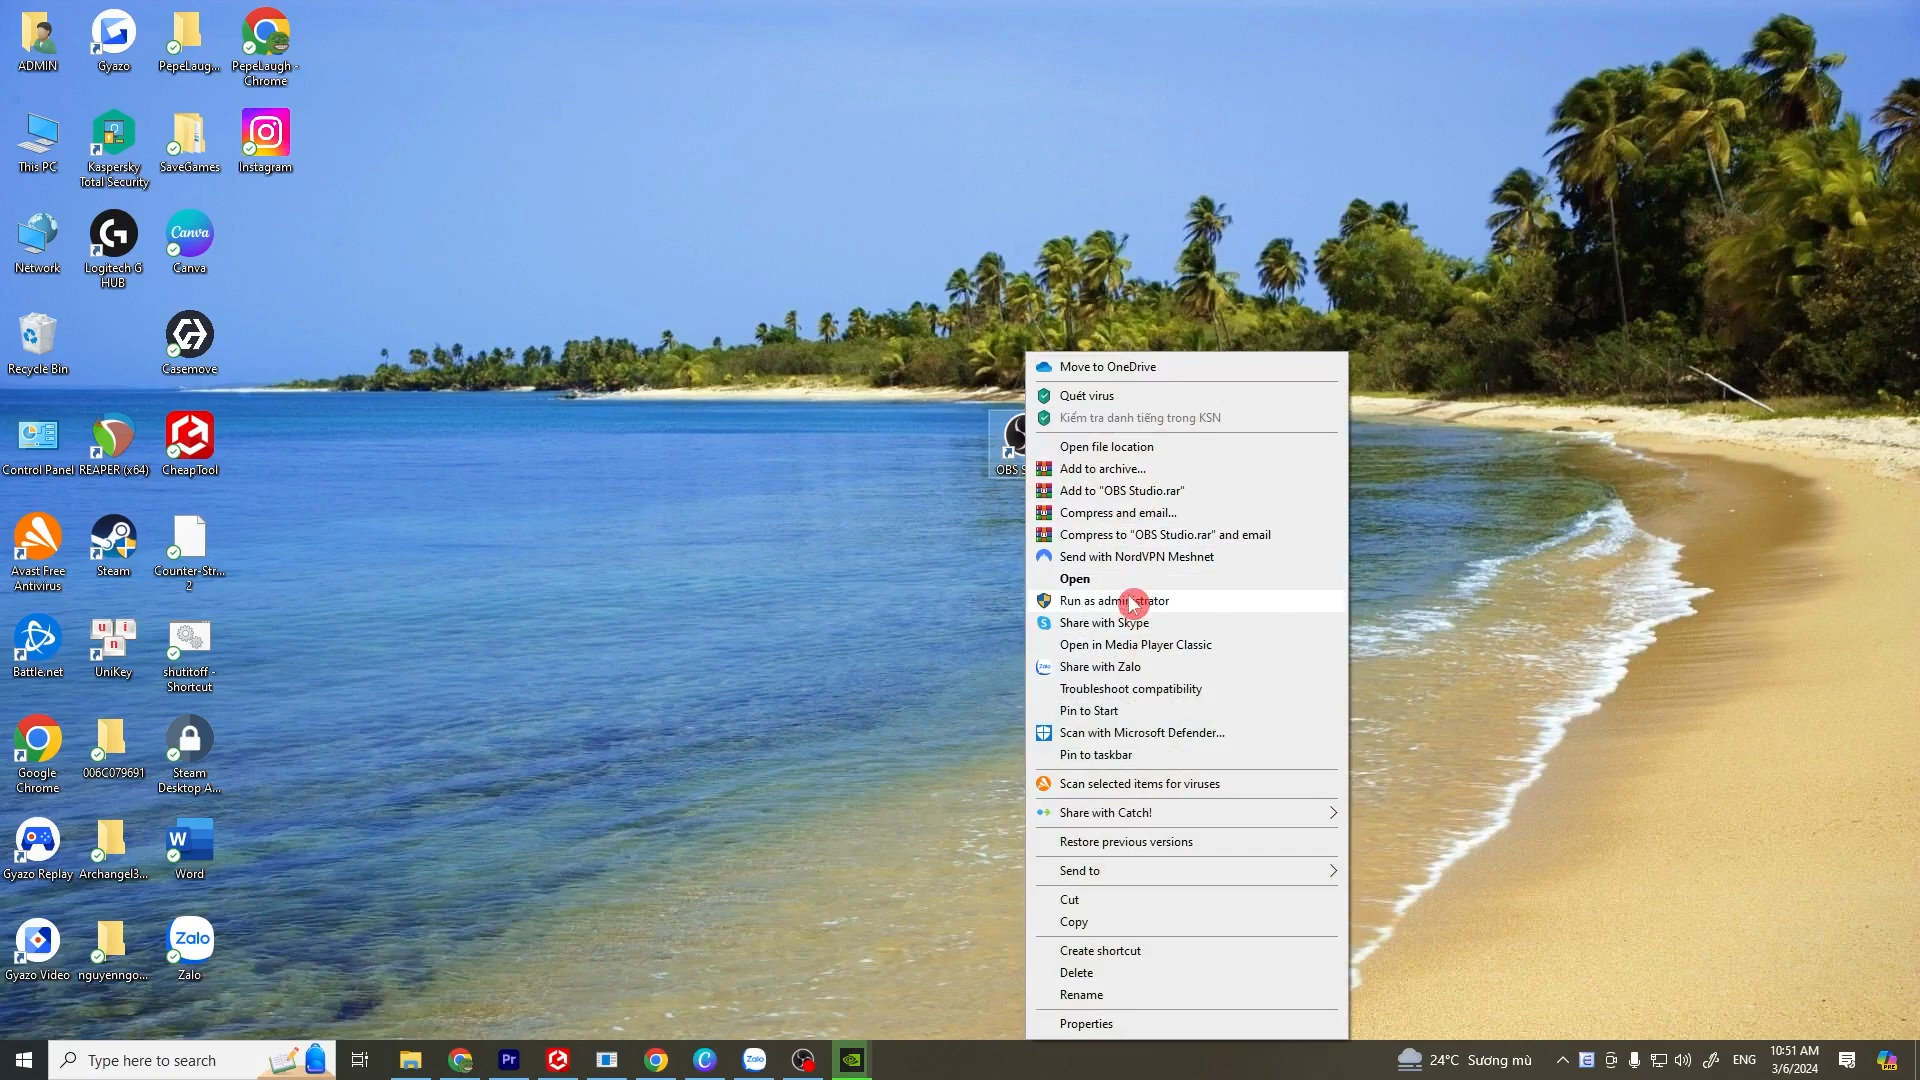 ADMIN
Gyazo
PepeLaug...
PepeLaugh -
Chrome
This PC
Kaspersky
Total Security
SaveGames
Instagram
Network
Logitech G
HUB
Canva
Canva
Recycle Bin
Casemove
Control Panel
REAPER (x64)
CheapTool
Avast Free
Antivirus
Steam
Counter-Str...
2
Battle.net
u i
n
UniKey
shutitoff -
Shortcut
Google
Chrome
006C079691
Steam
Desktop A...
Gyazo Replay
Archangel3...
W
Word
Gyazo Video
nguyenngo...
Zalo
Zalo
OBS S
Move to OneDrive
Quét virus
Kiểm tra danh tiếng trong KSN
Open file location
Add to archive...
Add to "OBS Studio.rar"
Compress and email...
Compress to "OBS Studio.rar" and email
Send with NordVPN Meshnet
Open
Run as administrator
Share with Skype
Open in Media Player Classic
Zalo
Share with Zalo
Troubleshoot compatibility
Pin to Start
Scan with Microsoft Defender...
Pin to taskbar
Scan selected items for viruses
Share with Catch!
Restore previous versions
Send to
Cut
Copy
Create shortcut
Delete
Rename
Properties
Type here to search
Pr
Zalo
24°C Sương mù
ENG
10:51 AM
3/6/2024
PRE